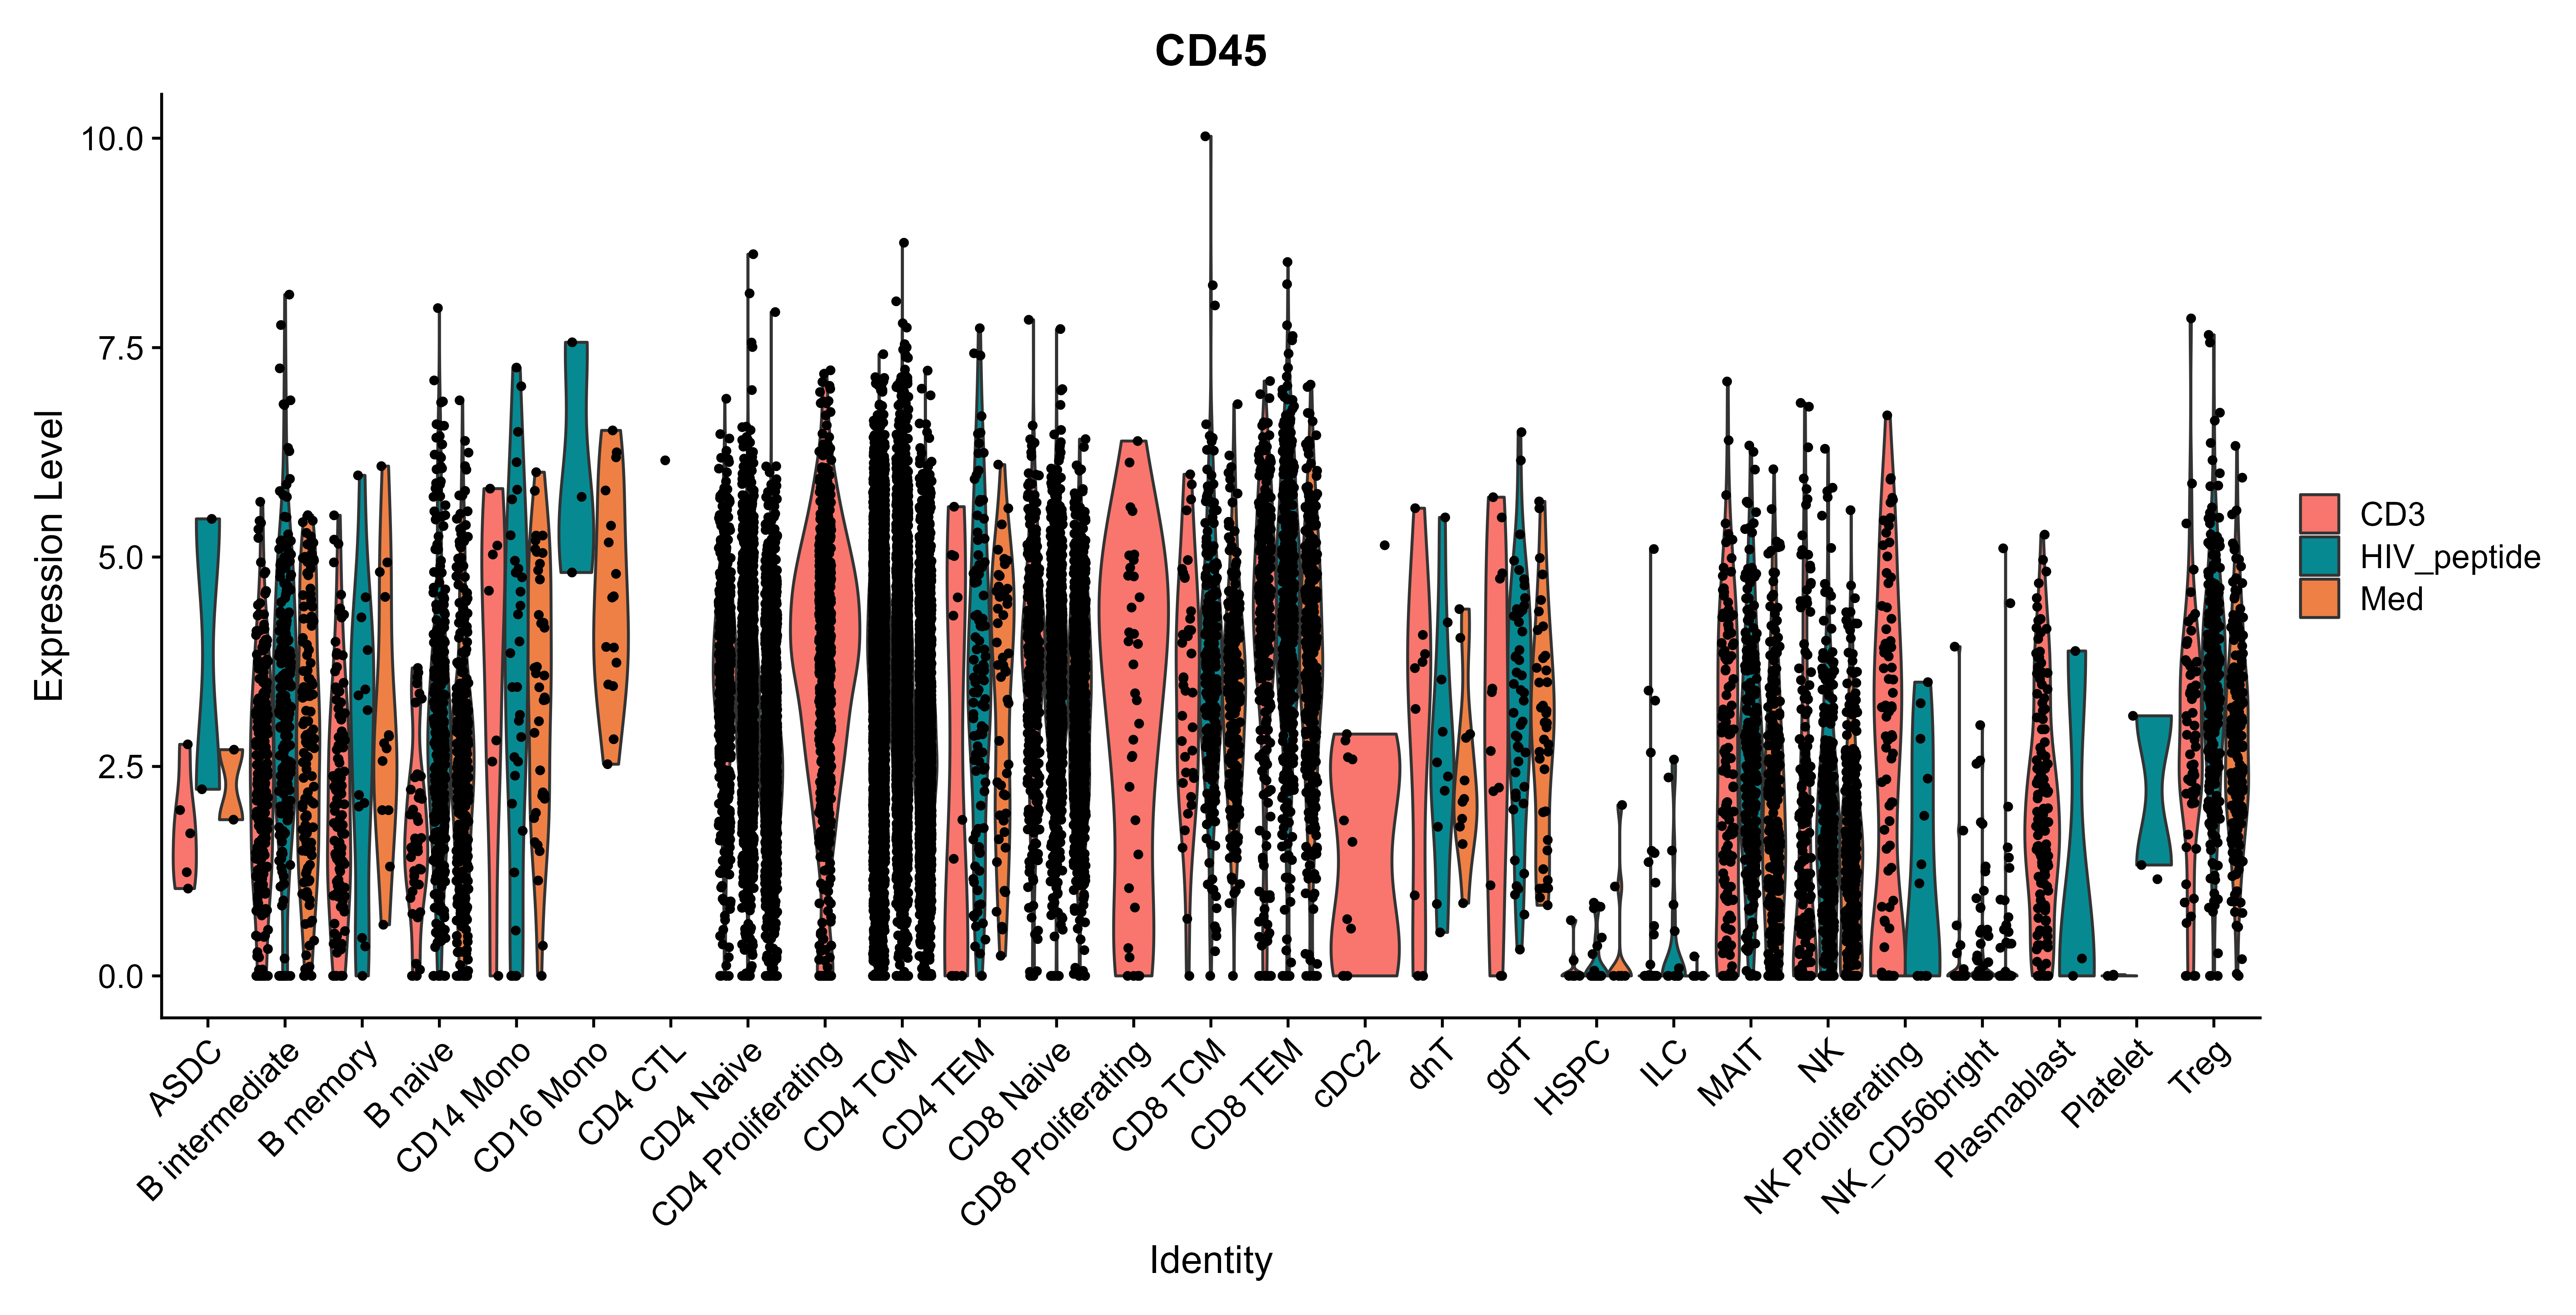 CD45
Expression Level
10.0
7.5
5.0
2.5
0.0
ASDC
B intermediate
B memory
B naive
CD14 Mono
CD16 Mono
CD4 CTL
CD4 Naive
CD4 Proliferating
CD4 TCM
CD4 TEM
CD8 Naive
CD8 Proliferating
CD8 TCM
CD8 TEM
cDC2
dnT
gdT
HSPC
ILC
MAIT
NK
NK Proliferating
NK_CD56bright
Plasmablast
Platelet
Treg
Identity
CD3
HIV_peptide
Med